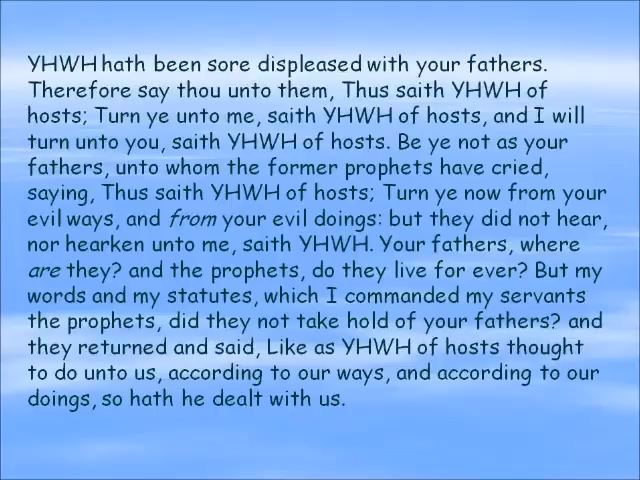 YHWH hath been sore displeased with your fathers.
Therefore say thou unto them, Thus saith YHWH of
hosts; Turn ye unto me, saith YHWH of hosts, and I will
turn unto you, saith YHWH of hosts. Be ye not as your
fathers, unto whom the former prophets have cried,
saying, Thus saith YHWH of hosts; Turn ye now from your
evil ways, and from your evil doings: but they did not hear,
nor hearken unto me, saith YHWH. Your fathers, where
are they? and the prophets, do they live for ever? But my
words and my statutes, which I commanded my servants
the prophets, did they not take hold of your fathers? and
they returned and said, Like as YHWH of hosts thought
to do unto us, according to our ways, and according to our
doings, so hath he dealt with us.